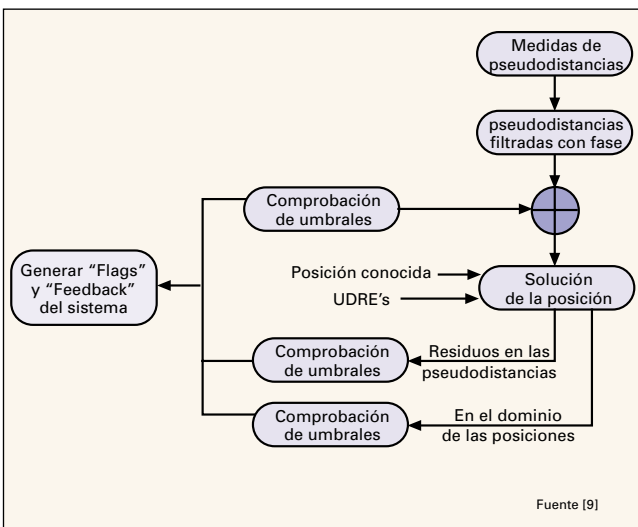 Medidas de
pseudodistancias
pseudodistancias
filtradas con fase
Comprobación
de umbrales
Generar “Flags”
y “Feedback”
del sistema
Posición conocida
UDRE's
Solución
de la posición
Comprobación
de umbrales
Residuos en las
pseudodistancias
Comprobación
de umbrales
En el dominio
de las posiciones
Fuente [9]